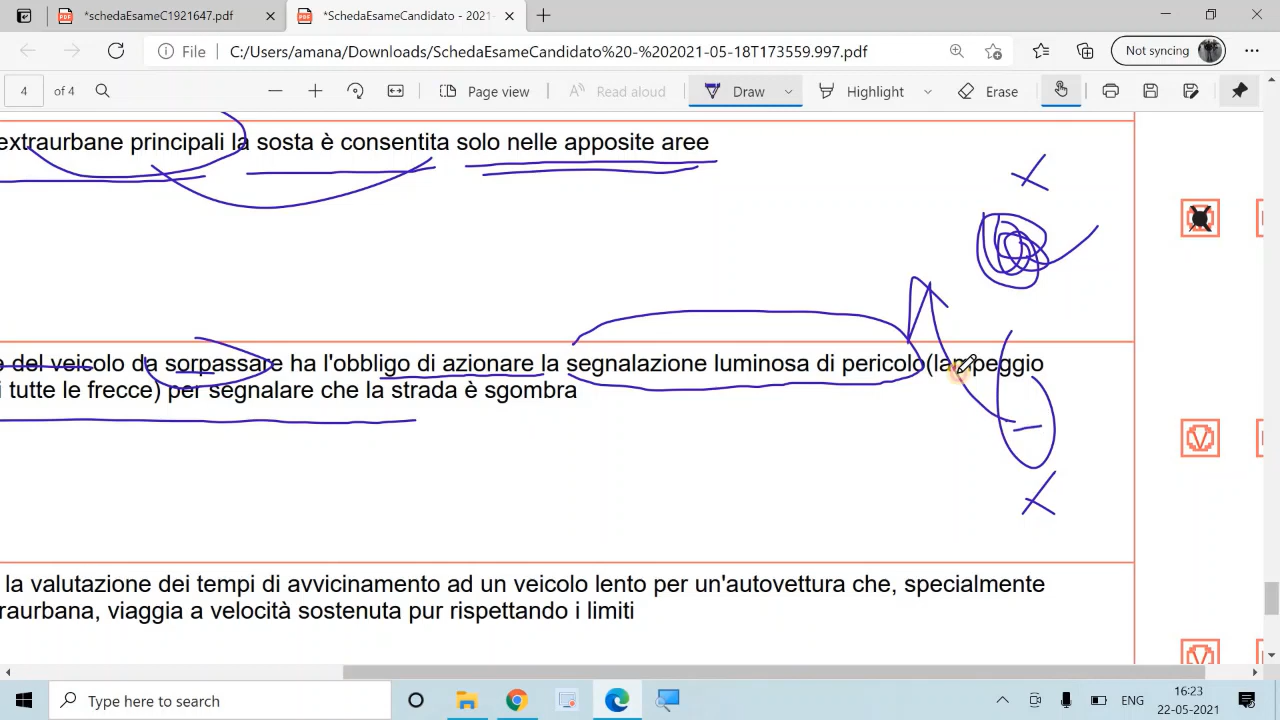 *schedaEsameC1921647.pdf
*SchedaEsameCandidato - 2021-
File
C:/Users/amana/Downloads/SchedaEsameCandidato%20-%202021-05-18T173559.997.pdf
Not syncing
4 of 4
Page view
Read aloud
Draw
Highlight
Erase
extraurbane principali la sosta è consentita solo nelle apposite aree
e del veicolo da sorpassare ha l'obbligo di azionare la segnalazione luminosa di pericolo(lampeggio
i tutte le frecce) per segnalare che la strada è sgombra
V
la valutazione dei tempi di avvicinamento ad un veicolo lento per un'autovettura che, specialmente
raurbana, viaggia a velocità sostenuta pur rispettando i limiti
V
Type here to search
ENG
16:23
22-05-2021